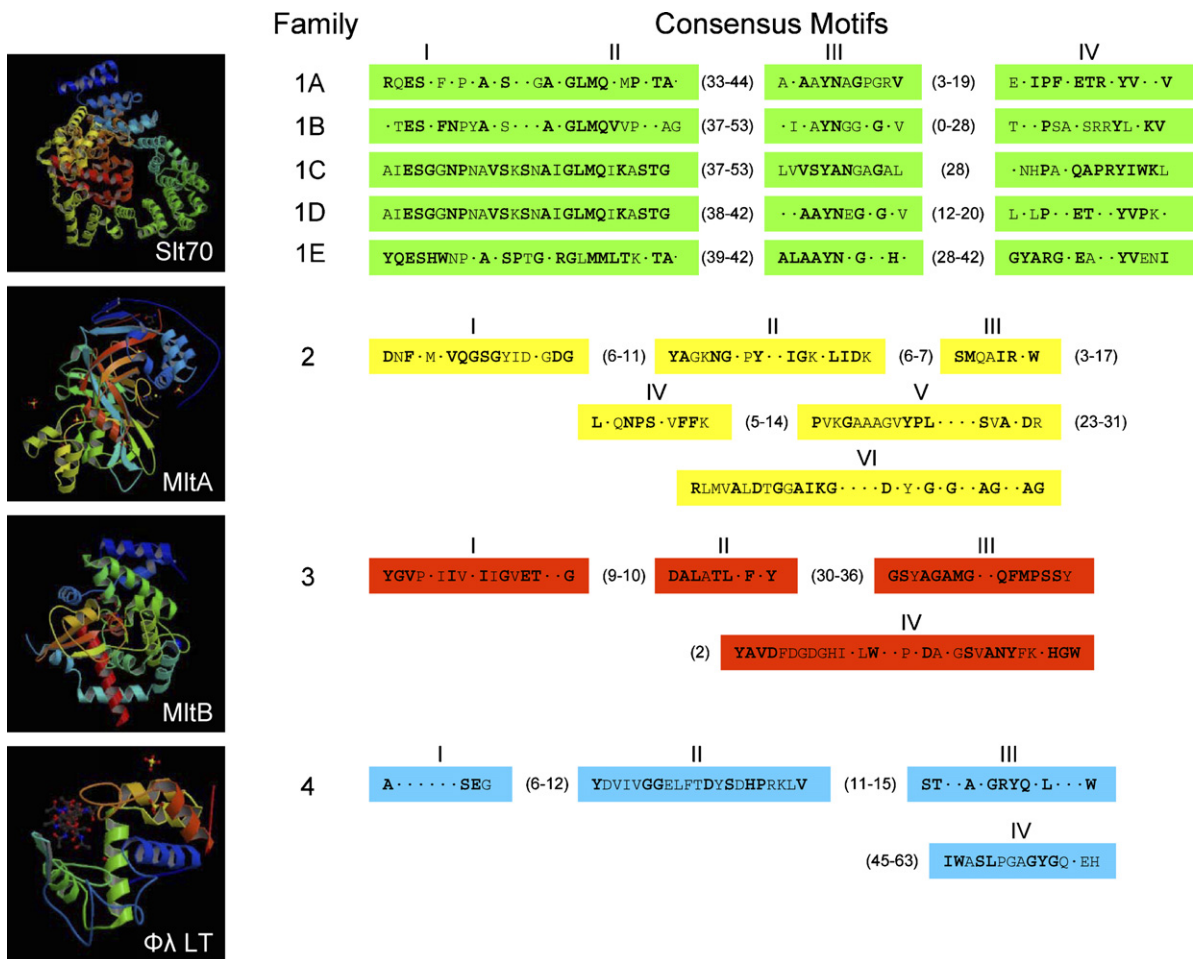 Family Consensus Motifs
I II III IV
1A RQES·F·P·A·S··GA·GLMQ·MP·TA· (33-44) A·AAYNAGPGRV (3-19) E·IPF·ETR·YV··V
1B ·TES·FNPYA·S···A·GLMQVVP··AG (37-53) ·I·AYNGG·G·V (0-28) T··PSA·SRRYL·KV
1C AIESGGNPNAVSKSNAIGLMQIKASTG (37-53) LVVSYANGAGAL (28) ·NHPA·QAPRYIWKL
1D AIESGGNPNAVSKSNAIGLMQIKASTG (38-42) ··AAYNEG·G·V (12-20) L·LP··ET··YVPK·
1E YQESHWNP·A·SPTG·RGLMMLTK·TA· (39-42) ALAAYN·G··H· (28-42) GYARG·EA··YVENI
Slt70
I II III
2 DNF·M·VQGSGYID·GDG (6-11) YAGKNG·PY··IGK·LIDK (6-7) SMQAIR·W (3-17)
IV V
L·QNPS·VFFK (5-14) PVKGAAAGVYPL····SVA·DR (23-31)
VI
RLMVALDTGGAIKG····D·Y·G·G··AG··AG
MltA
I II III
3 YGVP·IIV·IIGVET··G (9-10) DALATL·F·Y (30-36) GSYAGAMG··QFMPSSY
IV
(2) YAVDFDGDGHI·LW··P·DA·GSVANYFK·HGW
MltB
I II III
4 A······SEG (6-12) YDVIVGGELFTDYSDHPRKLV (11-15) ST··A·GRYQ·L···W
IV
(45-63) IWASLPGAGYGQ·EH
Φλ LT